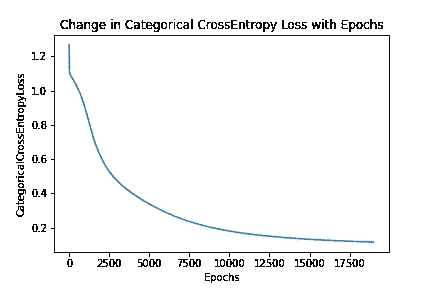 Change in Categorical CrossEntropy Loss with Epochs
CategoricalCrossEntropyLoss
1.2
1.0
0.8
0.6
0.4
0.2
0 2500 5000 7500 10000 12500 15000 17500
Epochs